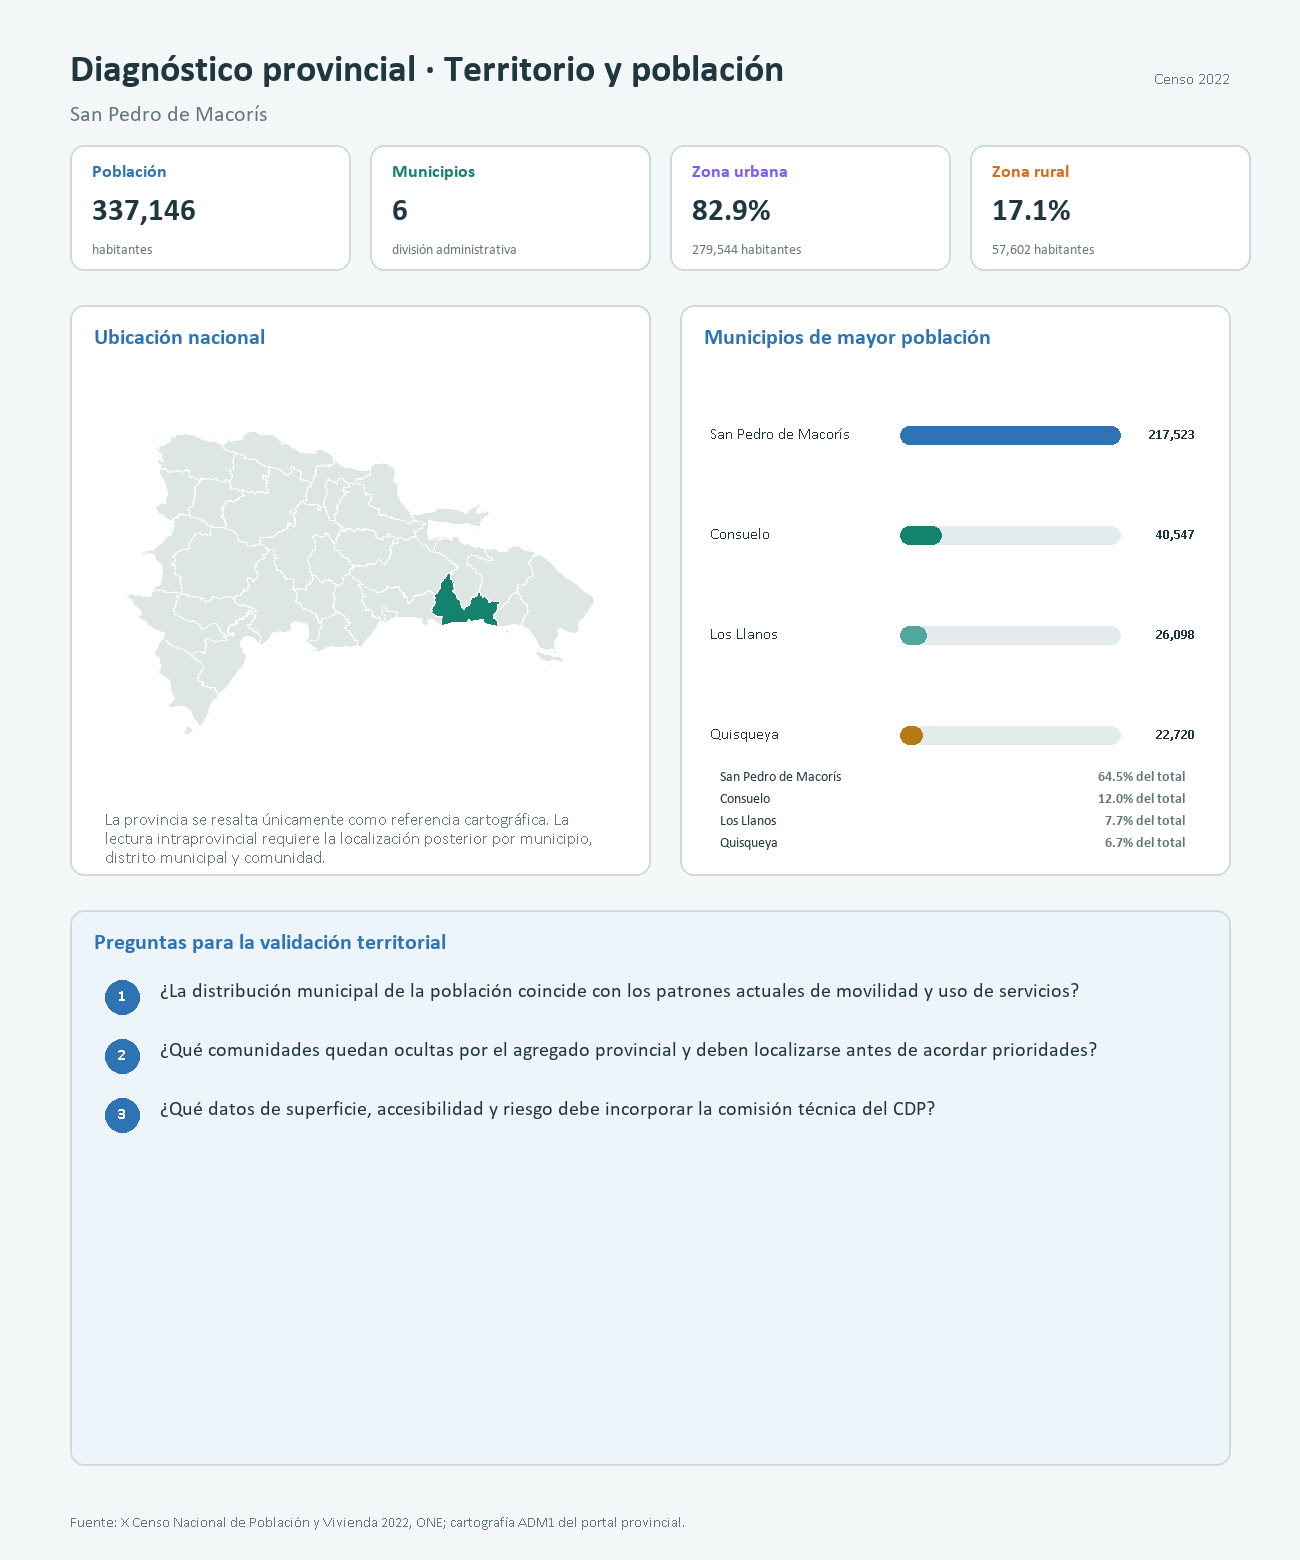 Diagnóstico provincial · Territorio y población
Censo 2022
San Pedro de Macorís
Población
337,146
habitantes
Municipios
6
división administrativa
Zona urbana
82.9%
279,544 habitantes
Zona rural
17.1%
57,602 habitantes
Ubicación nacional
La provincia se resalta únicamente como referencia cartográfica. La
lectura intraprovincial requiere la localización posterior por municipio,
distrito municipal y comunidad.
Municipios de mayor población
San Pedro de Macorís 217,523
Consuelo 40,547
Los Llanos 26,098
Quisqueya 22,720
San Pedro de Macorís 64.5% del total
Consuelo 12.0% del total
Los Llanos 7.7% del total
Quisqueya 6.7% del total
Preguntas para la validación territorial
1 ¿La distribución municipal de la población coincide con los patrones actuales de movilidad y uso de servicios?
2 ¿Qué comunidades quedan ocultas por el agregado provincial y deben localizarse antes de acordar prioridades?
3 ¿Qué datos de superficie, accesibilidad y riesgo debe incorporar la comisión técnica del CDP?
Fuente: X Censo Nacional de Población y Vivienda 2022, ONE; cartografía ADM1 del portal provincial.